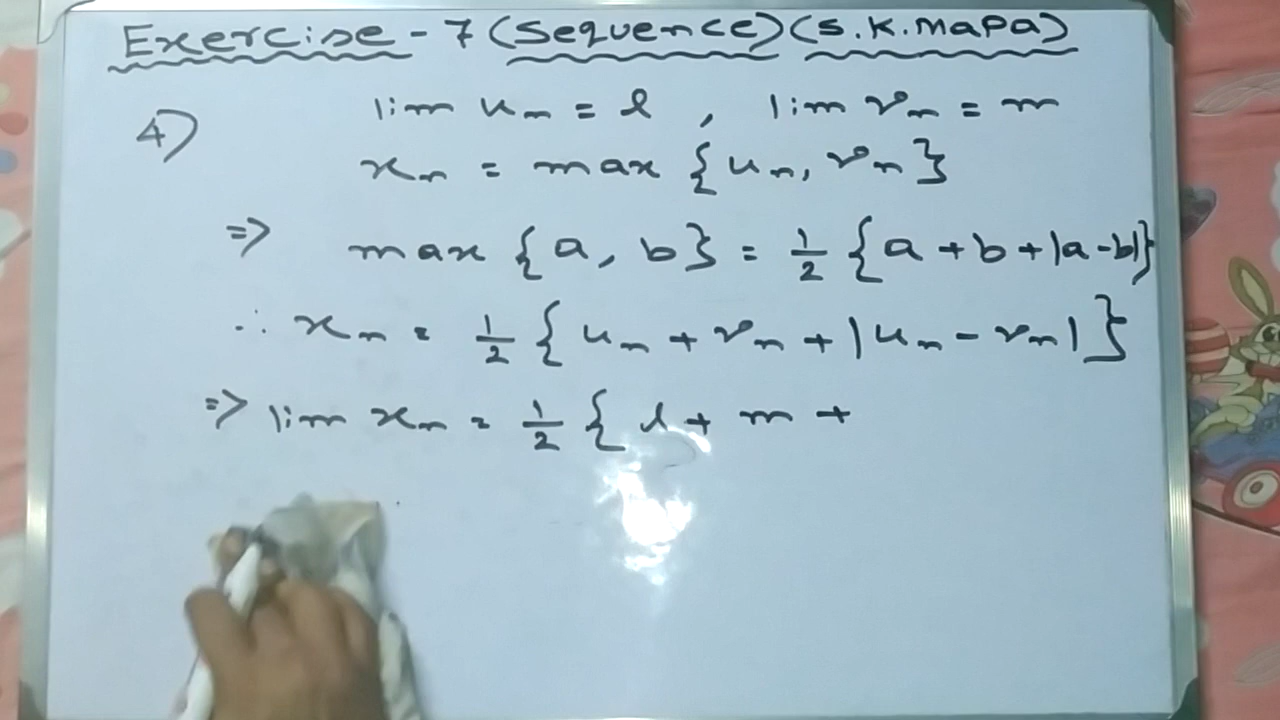 Exercise - 7 (Sequence) (S.K.Mapa)
4) lim uₙ = l , lim vₙ = m
xₙ = max {uₙ, vₙ}
=> max {a, b} = 1/2 {a + b + |a - b|}
∴ xₙ = 1/2 {uₙ + vₙ + |uₙ - vₙ|}
=> lim xₙ = 1/2 { l + m +